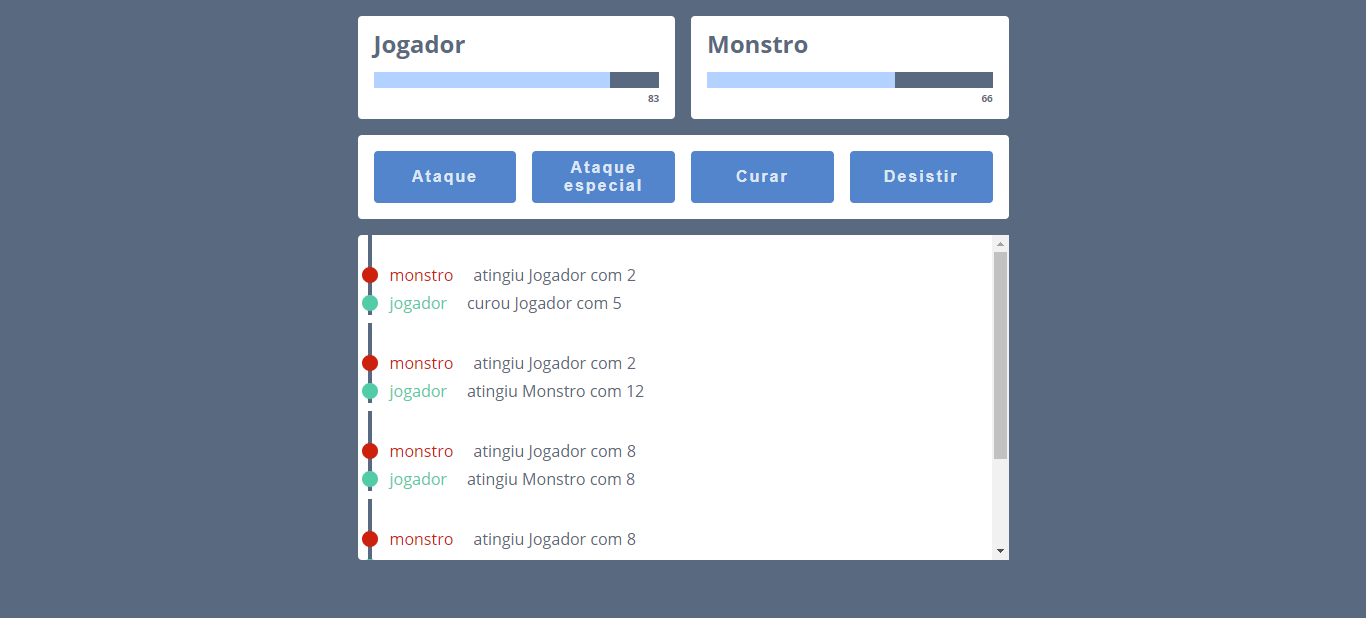 Jogador
83
Monstro
66
Ataque
Ataque
especial
Curar
Desistir
monstro atingiu Jogador com 2
jogador curou Jogador com 5
monstro atingiu Jogador com 2
jogador atingiu Monstro com 12
monstro atingiu Jogador com 8
jogador atingiu Monstro com 8
monstro atingiu Jogador com 8